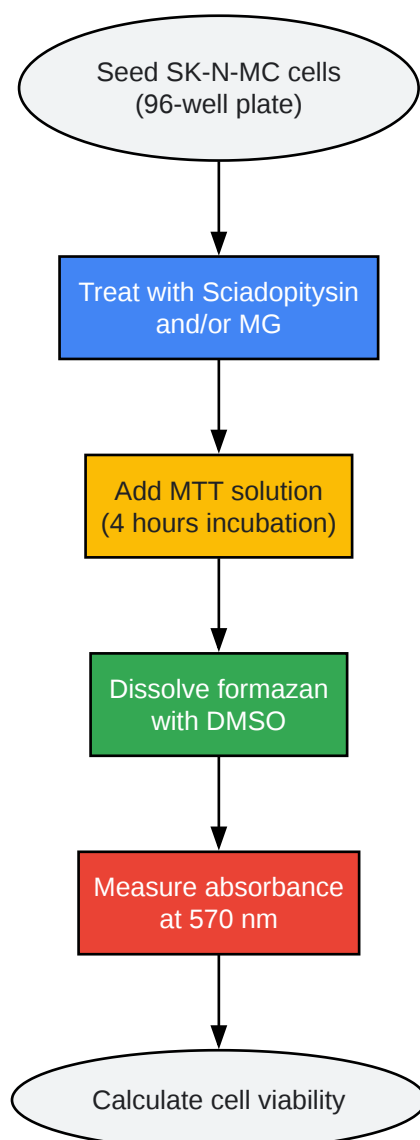 Seed SK-N-MC cells
(96-well plate)
Treat with Sciadopitysin
and/or MG
Add MTT solution
(4 hours incubation)
Dissolve formazan
with DMSO
Measure absorbance
at 570 nm
Calculate cell viability